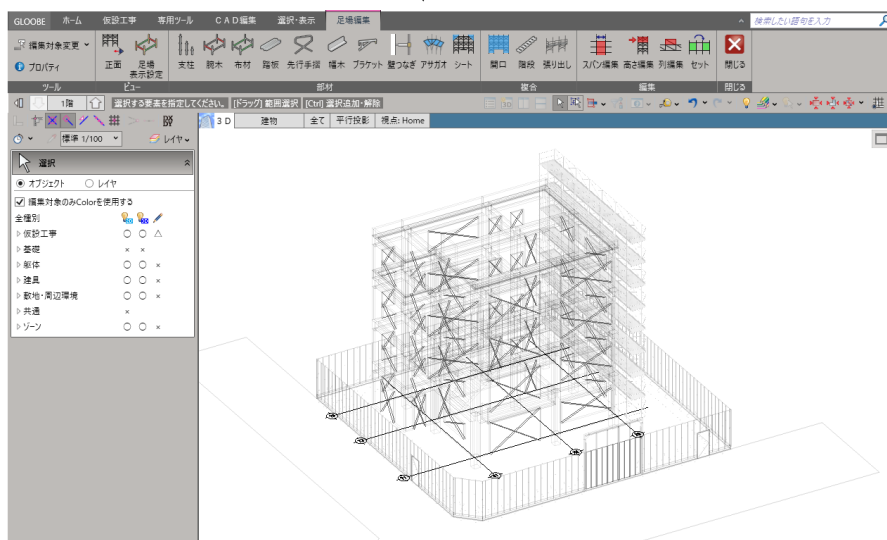 GLOOBE ホーム 仮設工事 専用ツール CAD編集 選択・表示 足場編集 検索したい語句を入力
編集対象変更
プロパティ
正面 足場表示設定 支柱 腕木 布材 踏板 先行手摺 幅木 ブラケット 壁つなぎ アサガオ シート 開口 階段 張り出し スパン編集 高さ編集 列編集 セット 閉じる
ツール ビュー 部材 複合 編集 閉じる
1階 選択する要素を指定してください。 [ドラッグ] 範囲選択 [Ctrl] 選択追加・解除
標準 1/100 レイヤ
3D 建物 全て 平行投影 視点: Home
選択
オブジェクト レイヤ
編集対象のみColorを使用する
全種別
仮設工事
基礎
躯体
建具
敷地・周辺環境
共通
ゾーン